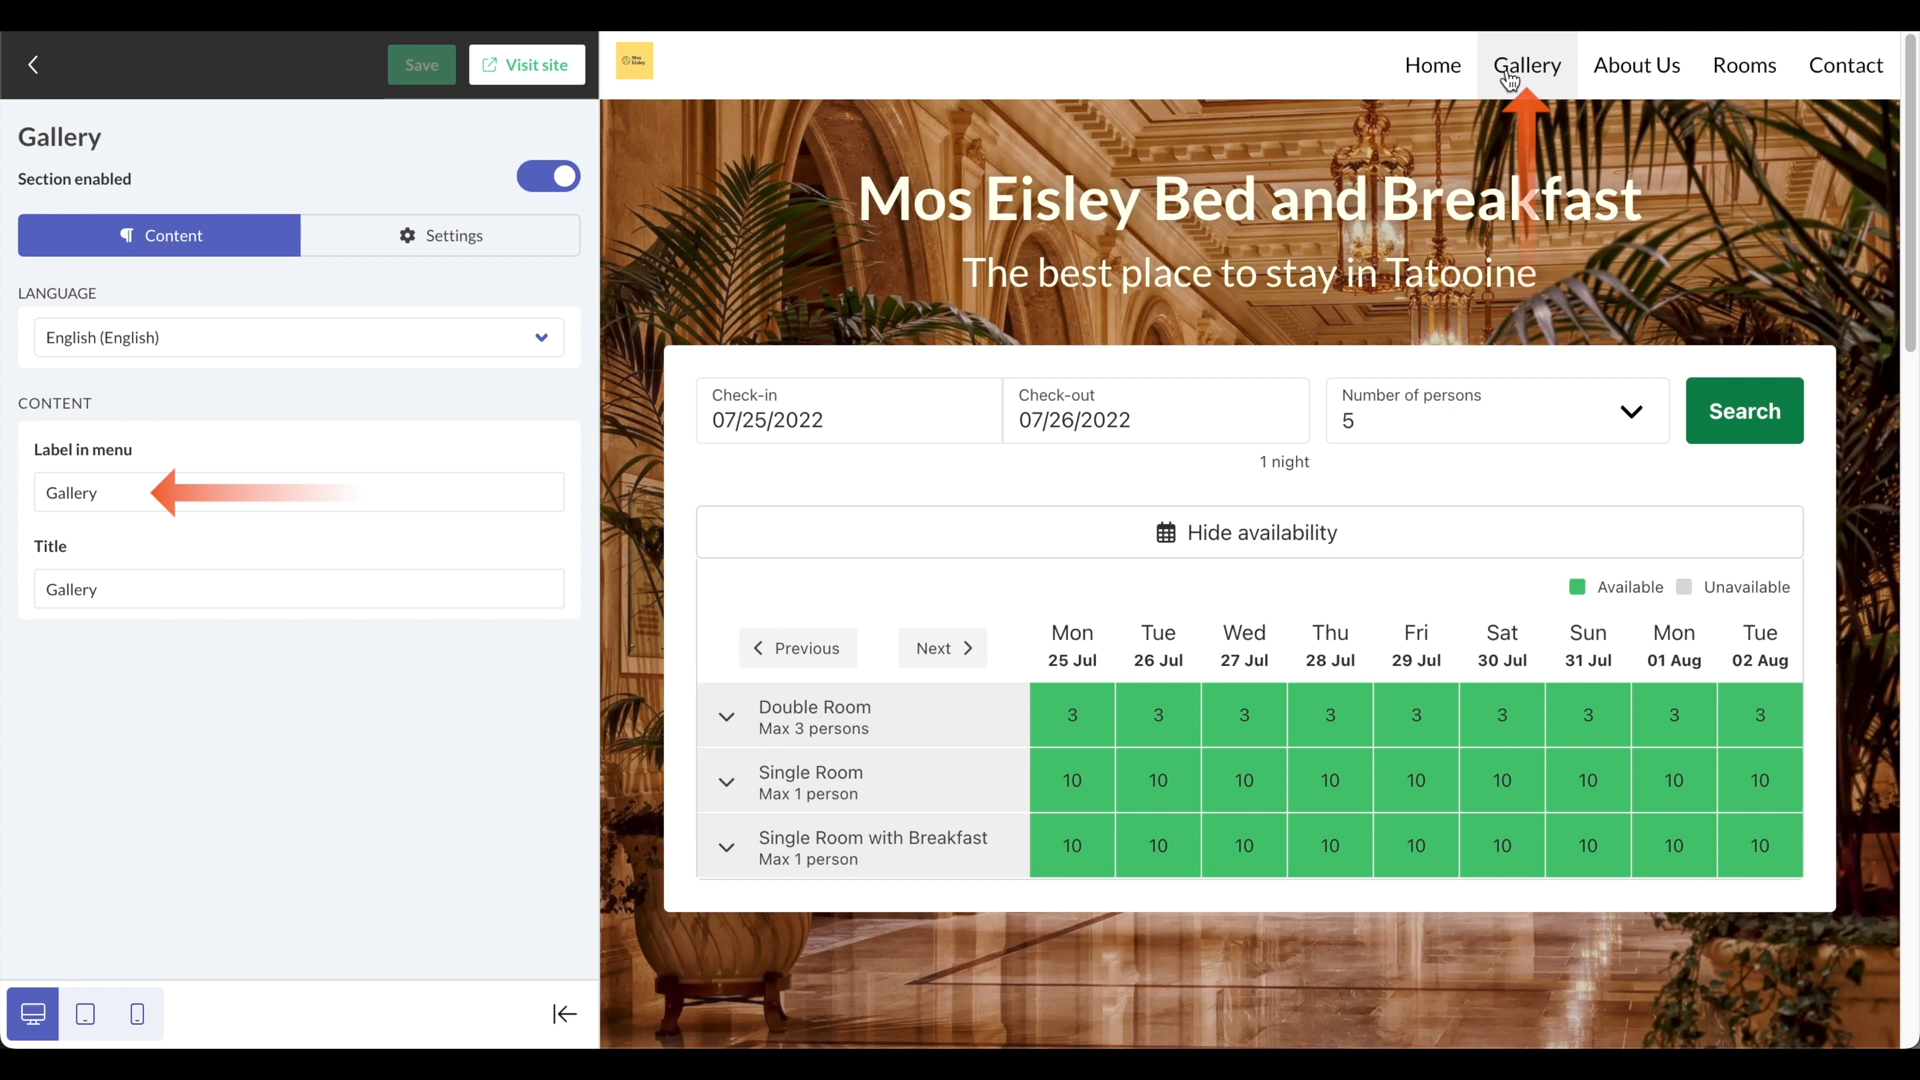 Save
Visit site
Mos
Eisley
Home
Gallery
About Us
Rooms
Contact
Gallery
Section enabled
Content
Settings
LANGUAGE
English (English)
CONTENT
Label in menu
Gallery
Title
Gallery
Mos Eisley Bed and Breakfast
The best place to stay in Tatooine
Check-in
07/25/2022
Check-out
07/26/2022
Number of persons
5
Search
1 night
Hide availability
Available
Unavailable
Previous
Next
Mon Tue Wed Thu Fri Sat Sun Mon Tue
25 Jul 26 Jul 27 Jul 28 Jul 29 Jul 30 Jul 31 Jul 01 Aug 02 Aug
Double Room
Max 3 persons
3 3 3 3 3 3 3 3 3
Single Room
Max 1 person
10 10 10 10 10 10 10 10 10
Single Room with Breakfast
Max 1 person
10 10 10 10 10 10 10 10 10